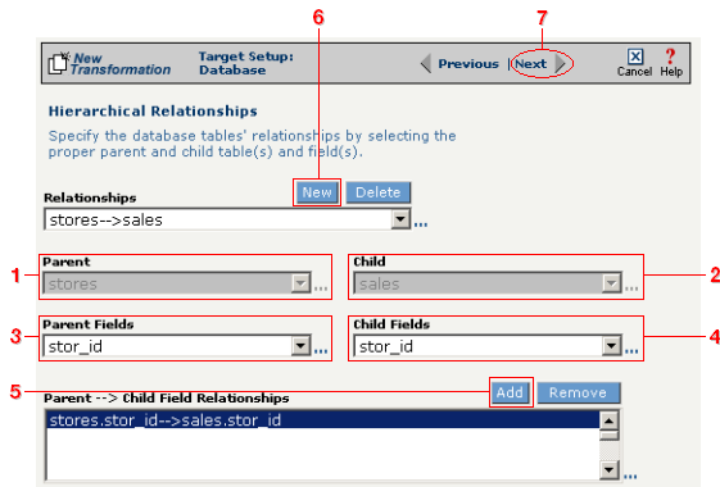 6
7
New Transformation
Target Setup: Database
Previous | Next
Cancel Help
Hierarchical Relationships
Specify the database tables' relationships by selecting the
proper parent and child table(s) and field(s).
New Delete
Relationships
stores-->sales
...
Parent
Child
1
stores
...
sales
...
2
Parent Fields
Child Fields
3
stor_id
...
stor_id
...
4
5
Add Remove
Parent --> Child Field Relationships
stores.stor_id-->sales.stor_id
...